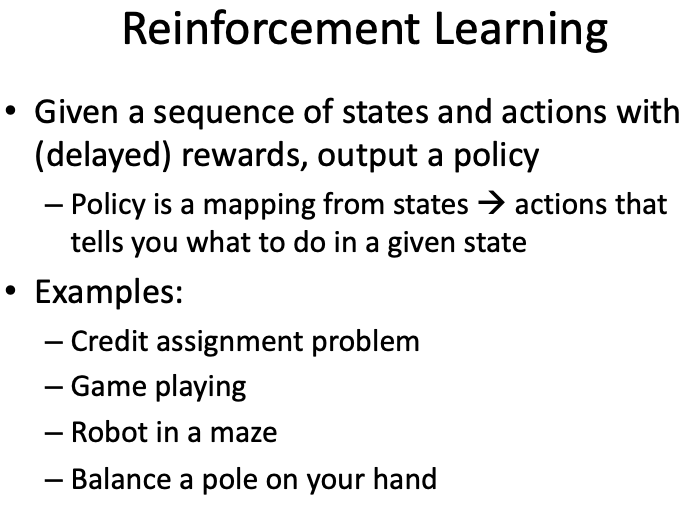 Reinforcement Learning
• Given a sequence of states and actions with
(delayed) rewards, output a policy
– Policy is a mapping from states → actions that
tells you what to do in a given state
• Examples:
– Credit assignment problem
– Game playing
– Robot in a maze
– Balance a pole on your hand